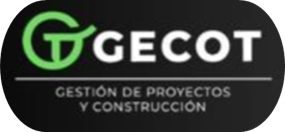 GECOT
GESTIÓN DE PROYECTOS
Y CONSTRUCCIÓN